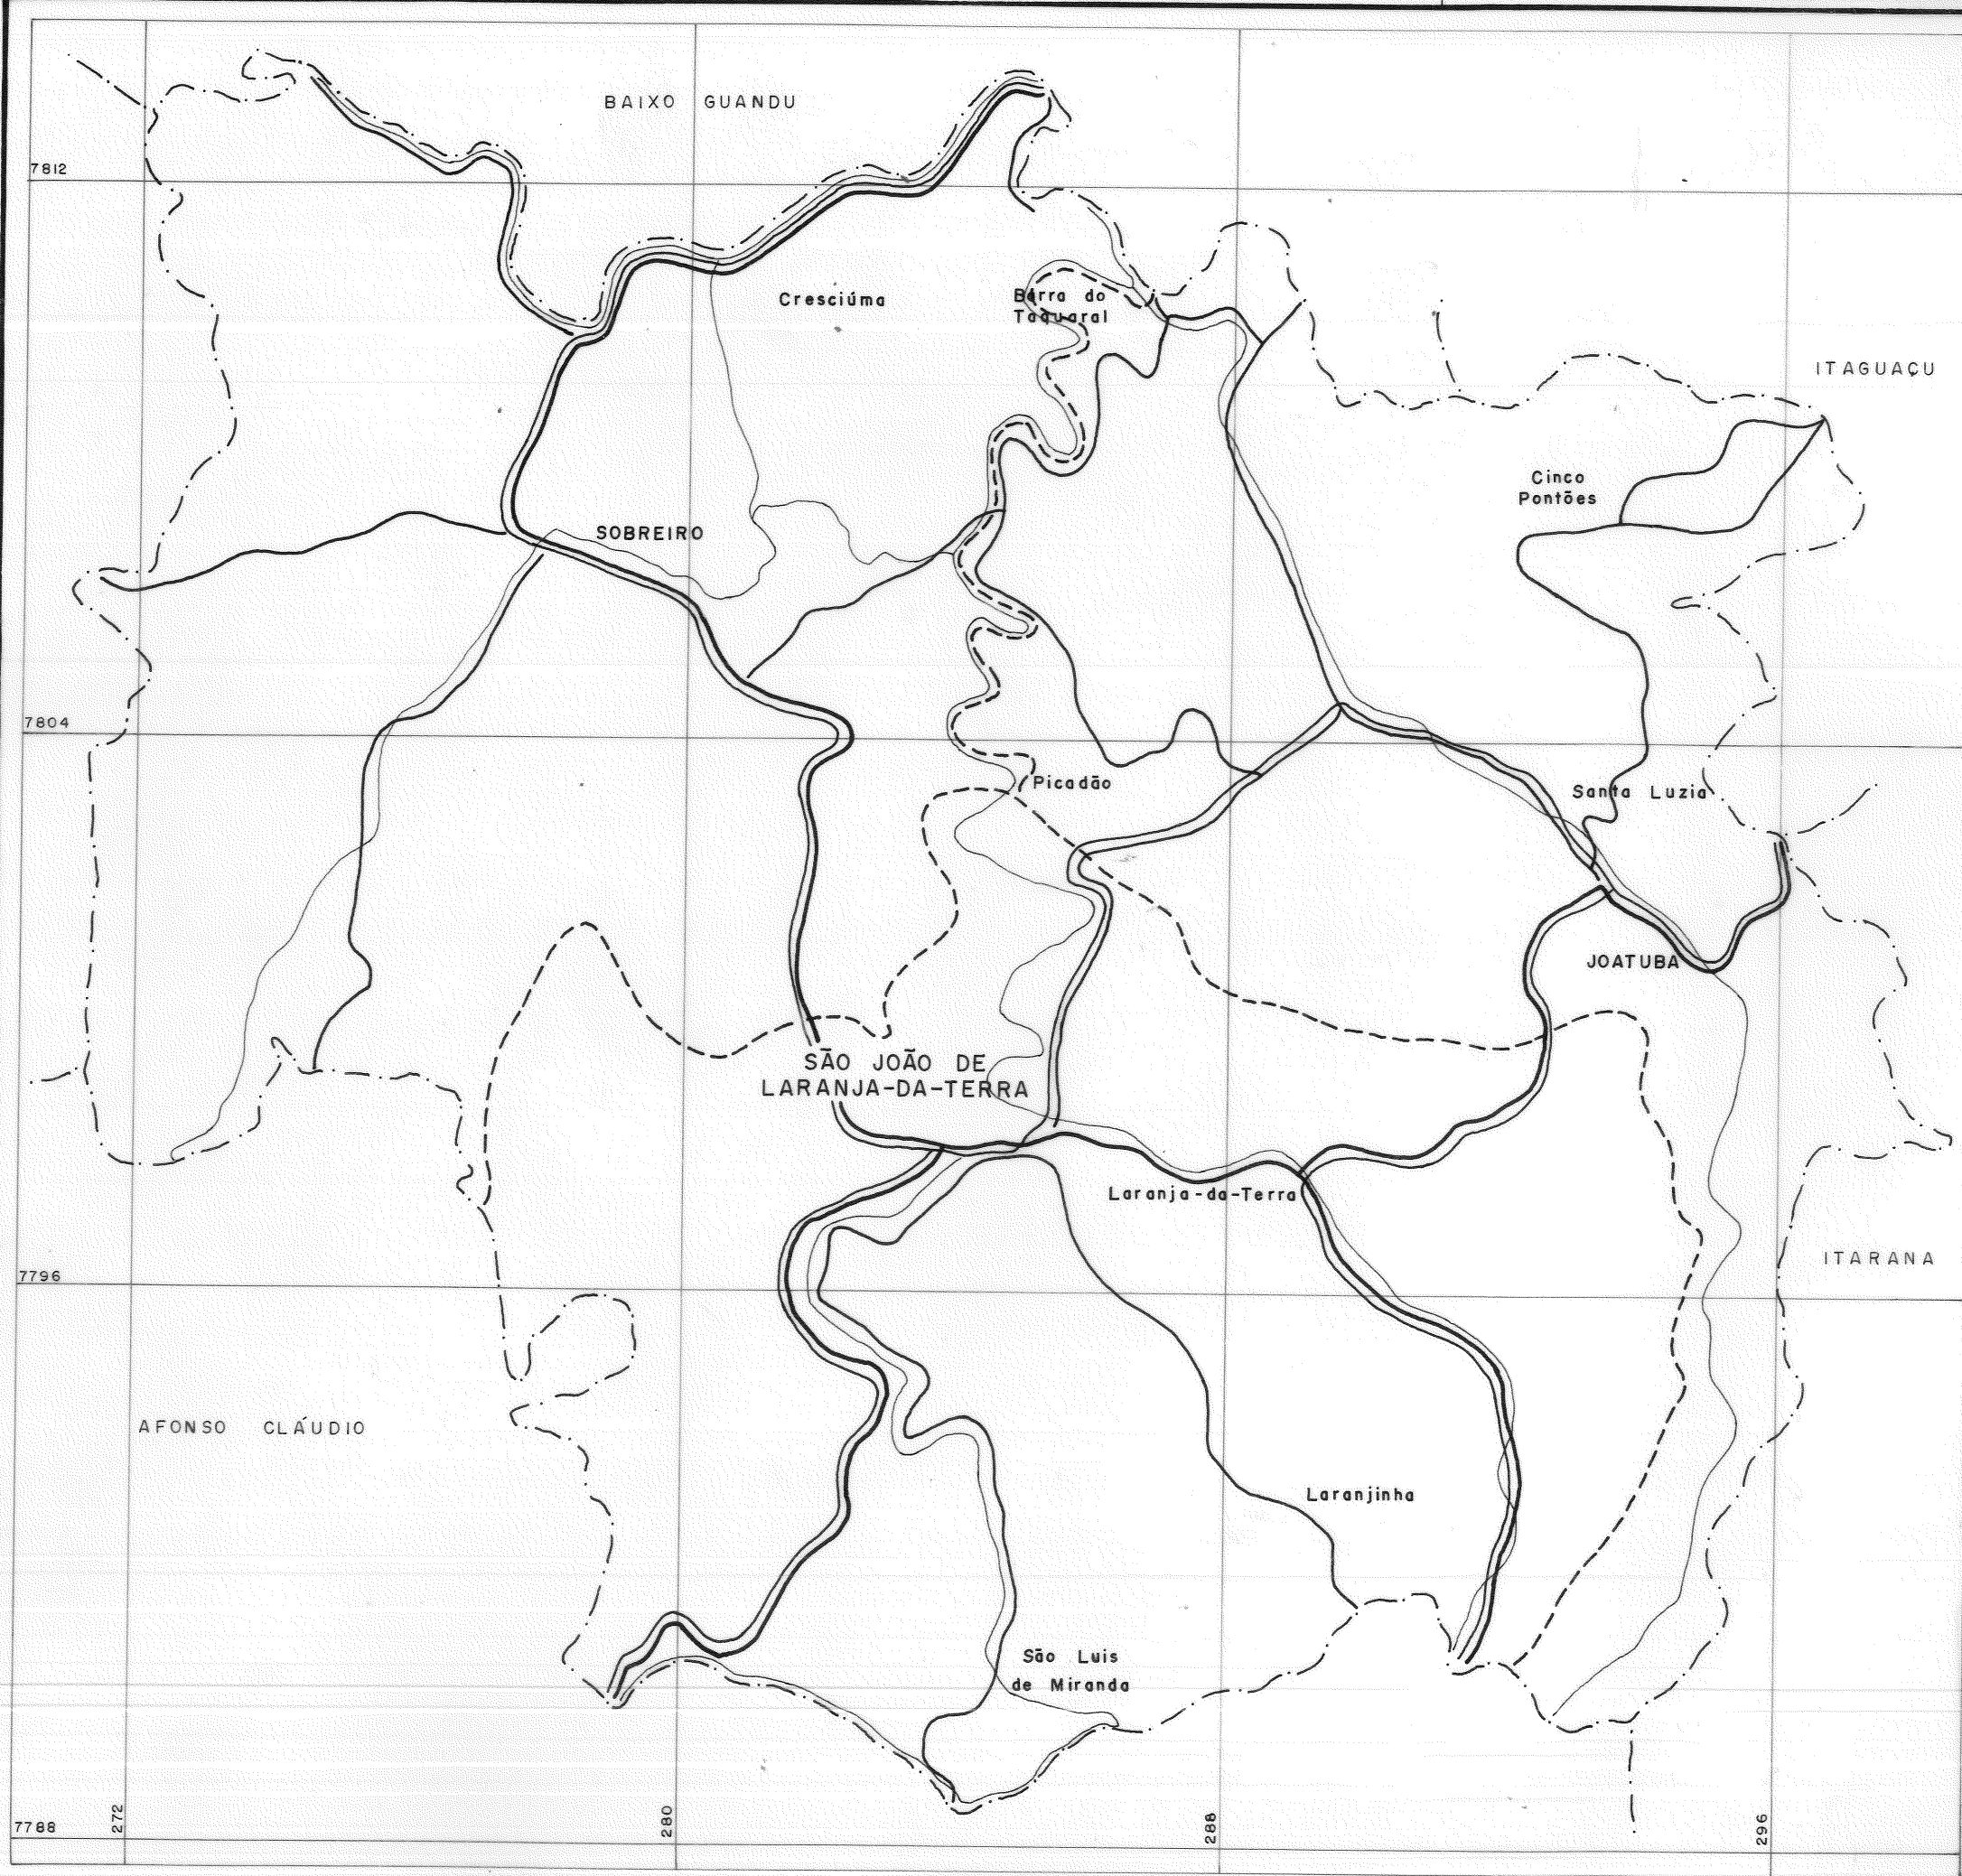 BAIXO GUANDU
7812
Cresciúma
Barra do
Taquaral
ITAGUAÇU
Cinco
Pontões
SOBREIRO
7804
Picadão
Santa Luzia
JOATUBA
SÃO JOÃO DE
LARANJA-DA-TERRA
Laranja-da-Terra
ITARANA
7796
AFONSO CLÁUDIO
Laranjinha
São Luis
de Miranda
7788
272
280
288
296